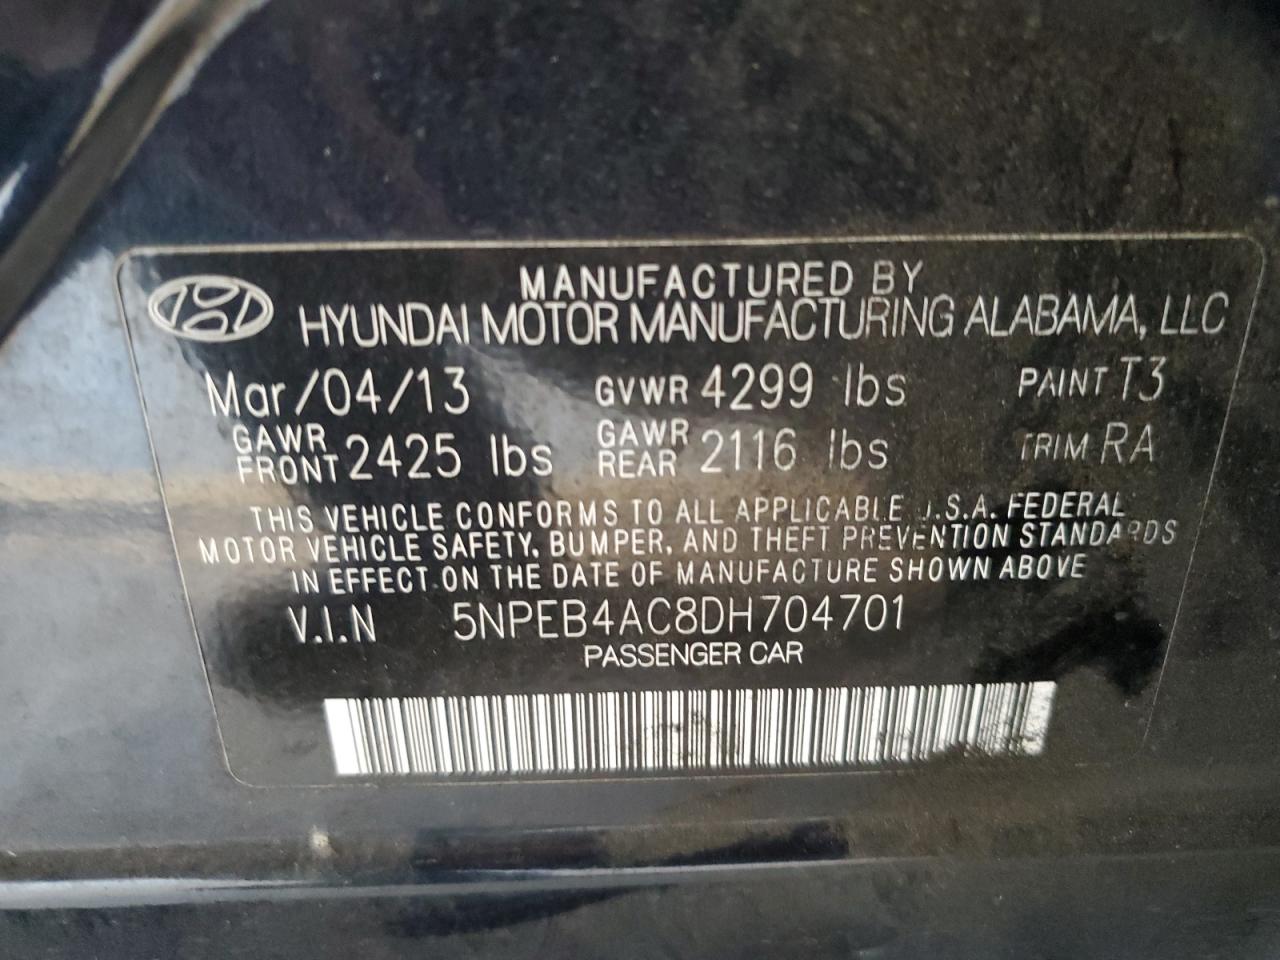 MANUFACTURED BY
HYUNDAI MOTOR MANUFACTURING ALABAMA, LLC
Mar/04/13 GVWR 4299 lbs PAINT T3
GAWR FRONT 2425 lbs GAWR REAR 2116 lbs TRIM RA
THIS VEHICLE CONFORMS TO ALL APPLICABLE U.S.A. FEDERAL
MOTOR VEHICLE SAFETY, BUMPER, AND THEFT PREVENTION STANDARDS
IN EFFECT ON THE DATE OF MANUFACTURE SHOWN ABOVE
V.I.N 5NPEB4AC8DH704701
PASSENGER CAR